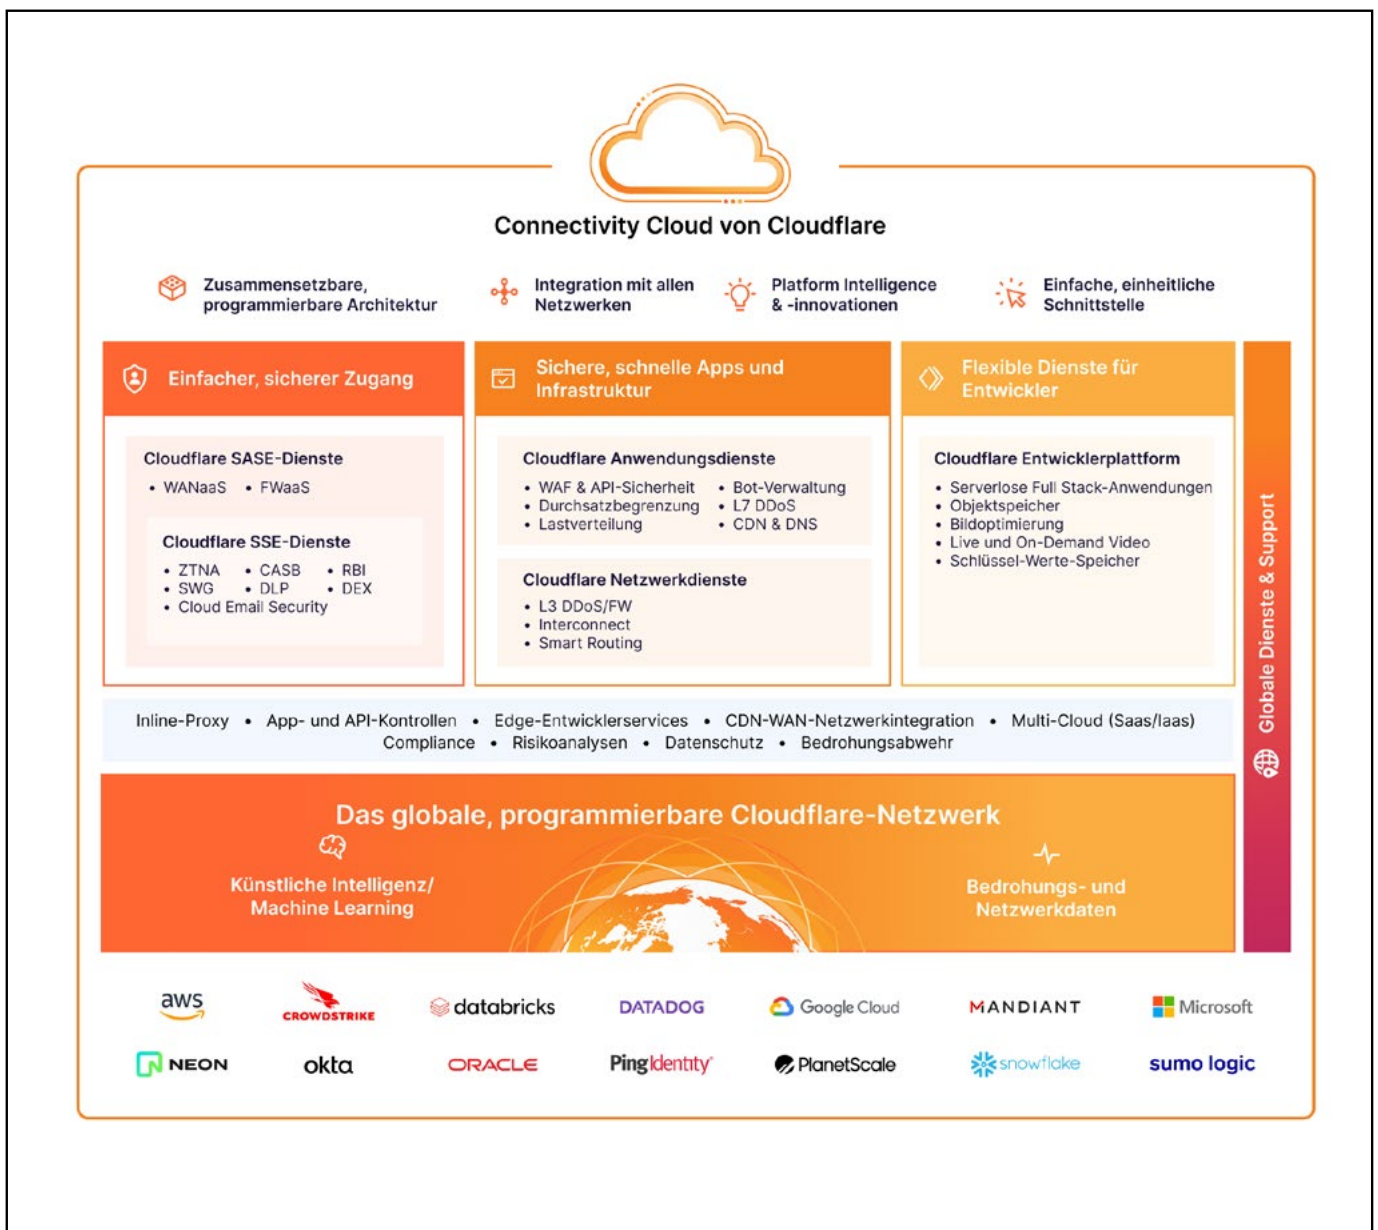 Connectivity Cloud von Cloudflare
Zusammensetzbare,
programmierbare Architektur
Integration mit allen
Netzwerken
Platform Intelligence
& -innovationen
Einfache, einheitliche
Schnittstelle
Einfacher, sicherer Zugang
Cloudflare SASE-Dienste
• WANaaS • FWaaS
Cloudflare SSE-Dienste
• ZTNA • CASB • RBI
• SWG • DLP • DEX
• Cloud Email Security
Sichere, schnelle Apps und
Infrastruktur
Cloudflare Anwendungsdienste
• WAF & API-Sicherheit • Bot-Verwaltung
• Durchsatzbegrenzung • L7 DDoS
• Lastverteilung • CDN & DNS
Cloudflare Netzwerkdienste
• L3 DDoS/FW
• Interconnect
• Smart Routing
Flexible Dienste für
Entwickler
Cloudflare Entwicklerplattform
• Serverlose Full Stack-Anwendungen
• Objektspeicher
• Bildoptimierung
• Live und On-Demand Video
• Schlüssel-Werte-Speicher
Globale Dienste & Support
Inline-Proxy • App- und API-Kontrollen • Edge-Entwicklerservices • CDN-WAN-Netzwerkintegration • Multi-Cloud (Saas/Iaas)
Compliance • Risikoanalysen • Datenschutz • Bedrohungsabwehr
Das globale, programmierbare Cloudflare-Netzwerk
Künstliche Intelligenz/
Machine Learning
Bedrohungs- und
Netzwerkdaten
aws CROWDSTRIKE databricks DATADOG Google Cloud MANDIANT Microsoft
NEON okta ORACLE PingIdentity PlanetScale snowflake sumo logic